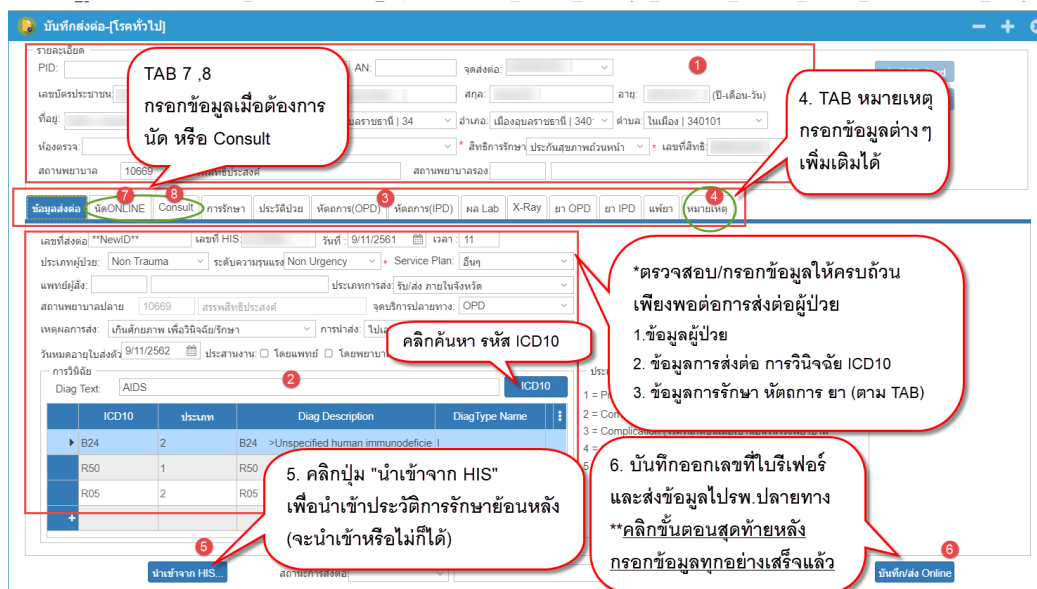 บันทึกส่งต่อ-[โรคทั่วไป]
รายละเอียด
PID: AN: จุดส่งต่อ: 1
TAB 7 ,8
กรอกข้อมูลเมื่อต้องการ
นัด หรือ Consult
4. TAB หมายเหตุ
กรอกข้อมูลต่างๆ
เพิ่มเติมได้
เลขบัตรประชาชน: สกุล: อายุ: (ปี-เดือน-วัน)
ที่อยู่: อุบลราชธานี | 34 อำเภอ: เมืองอุบลราชธานี | 340 ตำบล: ในเมือง | 340101
ห้องตรวจ: * สิทธิการรักษา ประกันสุขภาพถ้วนหน้า * เลขที่สิทธิ:
สถานพยาบาล 10669 สถานพยาบาลรอง
7 8 3 4
ข้อมูลส่งต่อ นัดONLINE Consult การรักษา ประวัติป่วย หัตถการ(OPD) หัตถการ(IPD) ผล Lab X-Ray ยา OPD ยา IPD แพ้ยา หมายเหตุ
เลขที่ส่งต่อ **NewID** เลขที่ HIS: วันที่ : 9/11/2561 เวลา : 11
ประเภทผู้ป่วย: Non Trauma ระดับความรุนแรง Non Urgency * Service Plan: อื่นๆ
แพทย์ผู้สั่ง: ประเภทการส่ง: รับ/ส่ง ภายในจังหวัด
สถานพยาบาลปลาย 10669 สรรพสิทธิประสงค์ จุดบริการปลายทาง: OPD
เหตุผลการส่ง: เกินศักยภาพ เพื่อวินิจฉัย/รักษา การนำส่ง:
วันหมดอายุใบส่งตัว 9/11/2562 ประสานงาน: โดยแพทย์ โดยพยาบาล
คลิกค้นหา รหัส ICD10
*ตรวจสอบ/กรอกข้อมูลให้ครบถ้วน
เพียงพอต่อการส่งต่อผู้ป่วย
1.ข้อมูลผู้ป่วย
2. ข้อมูลการส่งต่อ การวินิจฉัย ICD10
3. ข้อมูลการรักษา หัตถการ ยา (ตาม TAB)
การวินิจฉัย
Diag Text: AIDS 2 ICD10
ICD10 ประเภท Diag Description DiagType Name
B24 2 B24 >Unspecified human immunodeficie
R50 1 R50
R05 2 R05
5. คลิกปุ่ม "นำเข้าจาก HIS"
เพื่อนำเข้าประวัติการรักษาย้อนหลัง
(จะนำเข้าหรือไม่ก็ได้)
6. บันทึกออกเลขที่ใบรีเฟอร์
และส่งข้อมูลไปรพ.ปลายทาง
**คลิกขั้นตอนสุดท้ายหลัง
กรอกข้อมูลทุกอย่างเสร็จแล้ว
5 6
นำเข้าจาก HIS... สถานะการส่งต่อ บันทึก/ส่ง Online